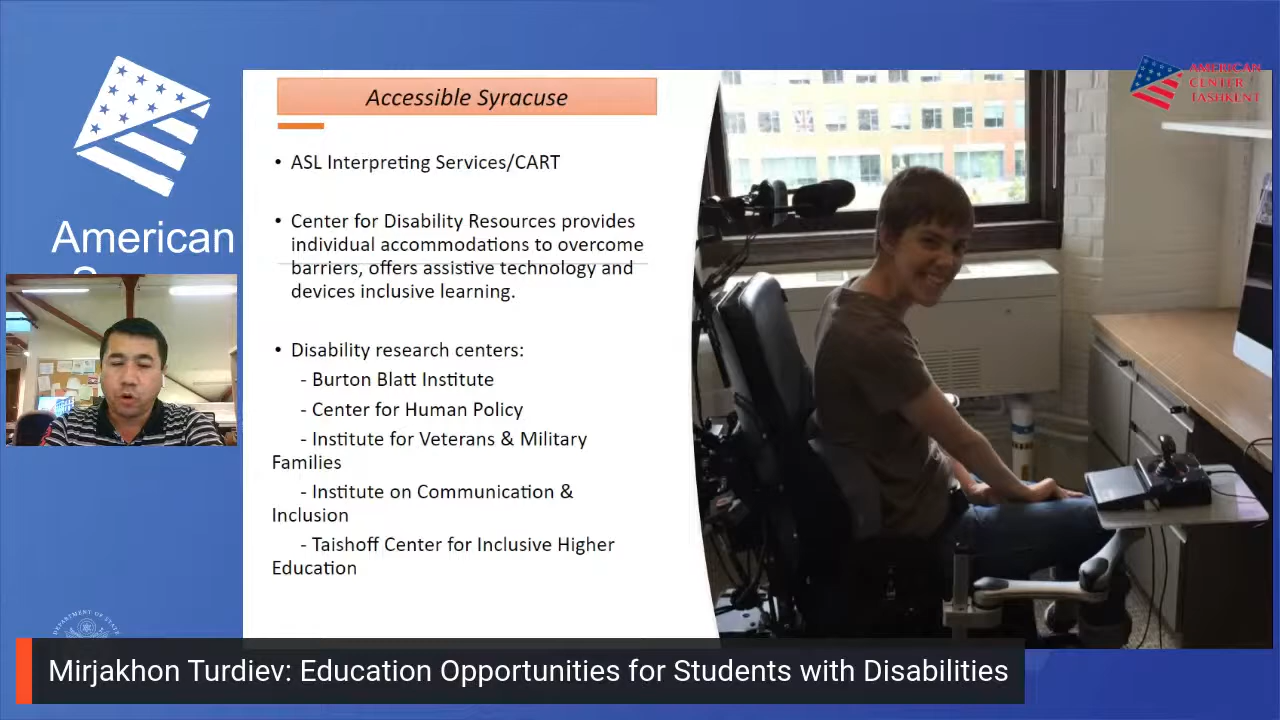 American
AMERICAN
CENTER
TASHKENT
Accessible Syracuse
• ASL Interpreting Services/CART
• Center for Disability Resources provides
individual accommodations to overcome
barriers, offers assistive technology and
devices inclusive learning.
• Disability research centers:
- Burton Blatt Institute
- Center for Human Policy
- Institute for Veterans & Military
Families
- Institute on Communication &
Inclusion
- Taishoff Center for Inclusive Higher
Education
DEPARTMENT OF STATE
Mirjakhon Turdiev: Education Opportunities for Students with Disabilities